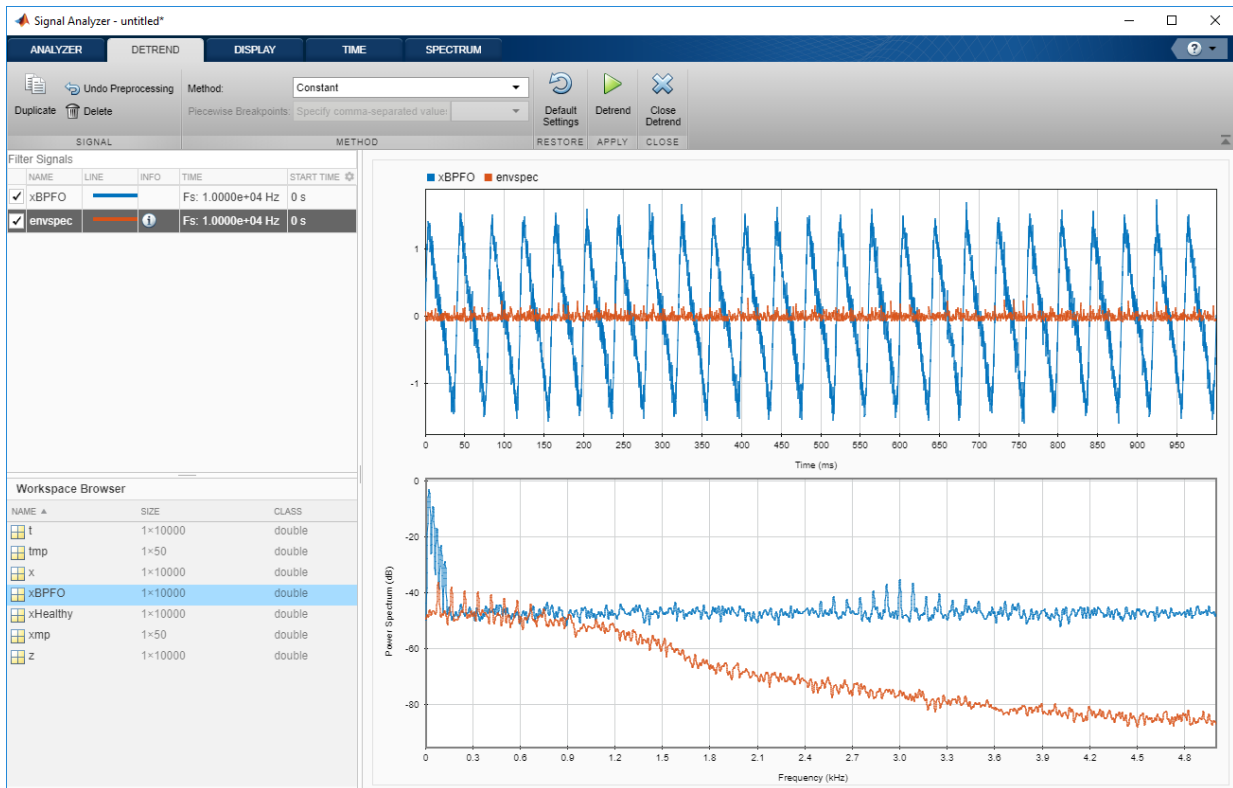 Signal Analyzer - untitled*
ANALYZER DETREND DISPLAY TIME SPECTRUM ?
Duplicate Undo Preprocessing Delete
Method: Constant
Piecewise Breakpoints: Specify comma-separated value:
Default Settings Detrend Close Detrend
SIGNAL METHOD RESTORE APPLY CLOSE
Filter Signals
NAME LINE INFO TIME START TIME
xBPFO Fs: 1.0000e+04 Hz 0 s
envspec i Fs: 1.0000e+04 Hz 0 s
Workspace Browser
NAME SIZE CLASS
t 1×10000 double
tmp 1×50 double
x 1×10000 double
xBPFO 1×10000 double
xHealthy 1×10000 double
xmp 1×50 double
z 1×10000 double
xBPFO envspec
1
0
-1
0 50 100 150 200 250 300 350 400 450 500 550 600 650 700 750 800 850 900 950
Time (ms)
0
-20
-40
-60
-80
Power Spectrum (dB)
0 0.3 0.6 0.9 1.2 1.5 1.8 2.1 2.4 2.7 3.0 3.3 3.6 3.9 4.2 4.5 4.8
Frequency (kHz)